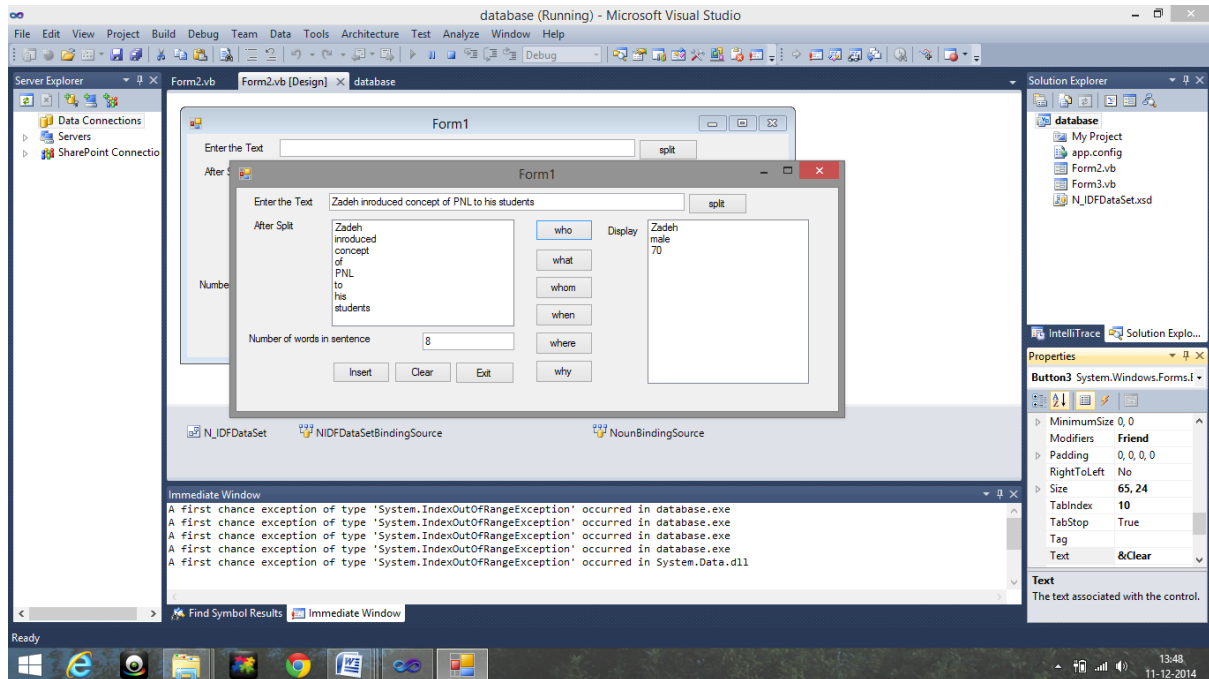 database (Running) - Microsoft Visual Studio
File Edit View Project Build Debug Team Data Tools Architecture Test Analyze Window Help
Debug
Server Explorer
Data Connections
Servers
SharePoint Connectio
Form2.vb Form2.vb [Design] database
Form1
Enter the Text split
After S
Numbe
Form1
Enter the Text Zadeh inroduced concept of PNL to his students split
After Split
Zadeh
inroduced
concept
of
PNL
to
his
students
who
what
whom
when
where
why
Display
Zadeh
male
70
Number of words in sentence 8
Insert Clear Exit
N_IDFDataSet NIDFDataSetBindingSource NounBindingSource
Immediate Window
A first chance exception of type 'System.IndexOutOfRangeException' occurred in database.exe
A first chance exception of type 'System.IndexOutOfRangeException' occurred in database.exe
A first chance exception of type 'System.IndexOutOfRangeException' occurred in database.exe
A first chance exception of type 'System.IndexOutOfRangeException' occurred in database.exe
A first chance exception of type 'System.IndexOutOfRangeException' occurred in System.Data.dll
Find Symbol Results Immediate Window
Solution Explorer
database
My Project
app.config
Form2.vb
Form3.vb
N_IDFDataSet.xsd
IntelliTrace Solution Explo...
Properties
Button3 System.Windows.Forms.E
MinimumSize 0, 0
Modifiers Friend
Padding 0, 0, 0, 0
RightToLeft No
Size 65, 24
TabIndex 10
TabStop True
Tag
Text &Clear
Text
The text associated with the control.
Ready
13:48
11-12-2014